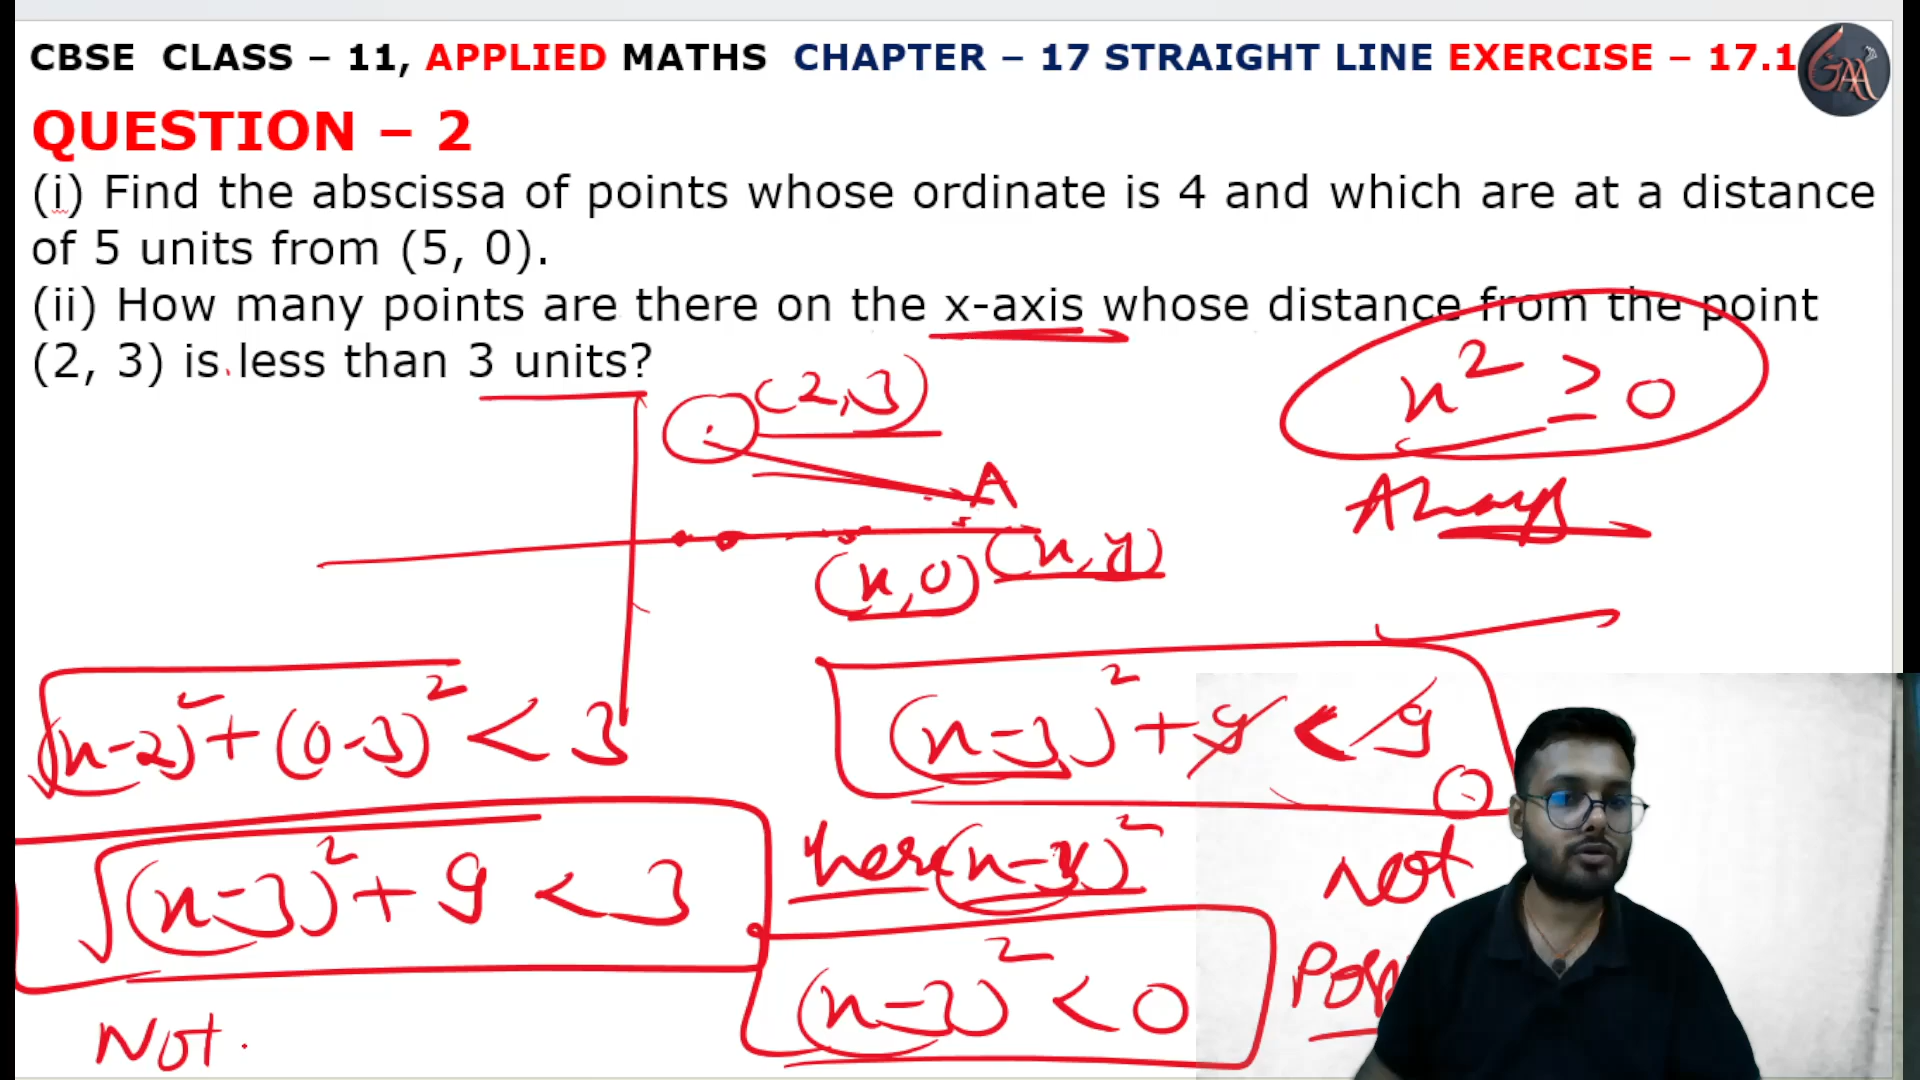 CBSE CLASS – 11, APPLIED MATHS CHAPTER – 17 STRAIGHT LINE EXERCISE – 17.1
GAA
QUESTION – 2
(i) Find the abscissa of points whose ordinate is 4 and which are at a distance
of 5 units from (5, 0).
(ii) How many points are there on the x-axis whose distance from the point
(2, 3) is less than 3 units?
(2,3)
x² ≥ 0
A
Always
(x,0) (x,y)
√(x-2)² + (0-3)² < 3
(x-3)² + 9 < 9
√(x-3)² + 9 < 3
here (x-3)²
Not
(x-3)² < 0
Not